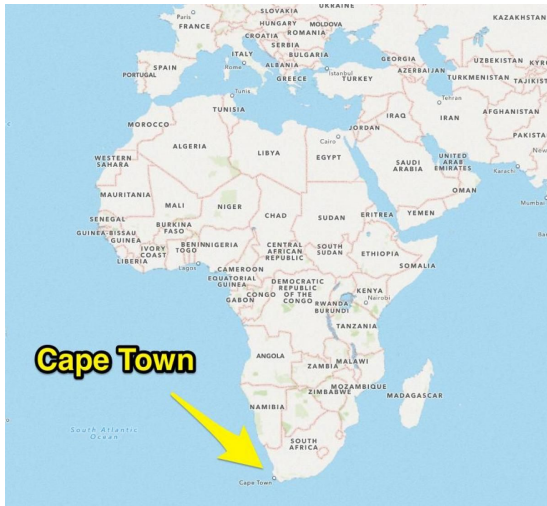 SLOVAKIA
UKRAINE
KAZAKHSTAN
Paris
FRANCE
HUNGARY
MOLDOVA
CROATIA
ROMANIA
SERBIA
ITALY
BULGARIA
GEORGIA
UZBEKISTAN
SPAIN
Rome
ALBANIA
Istanbul
AZERBAIJAN
TURKMENISTAN
TAJIKIST
PORTUGAL
GREECE
TURKEY
Tunis
Tehran
TUNISIA
AFGHANISTAN
MOROCCO
IRAQ
IRAN
JORDAN
PAKISTA
ALGERIA
Cairo
LIBYA
EGYPT
WESTERN
SAHARA
SAUDI
ARABIA
UNITED
ARAB
EMIRATES
Karachi
OMAN
MAURITANIA
Mumbai
MALI
NIGER
CHAD
SUDAN
ERITREA
YEMEN
SENEGAL
GUINEA-BISSAU
GUINEA
BURKINA
FASO
IVORY
COAST
BENIN
TOGO
NIGERIA
CENTRAL
AFRICAN
REPUBLIC
SOUTH
SUDAN
ETHIOPIA
LIBERIA
Lagos
CAMEROON
SOMALIA
EQUATORIAL
GUINEA
GABON
CONGO
DEMOCRATIC
REPUBLIC
OF THE
CONGO
RWANDA
BURUNDI
KENYA
Nairobi
TANZANIA
Cape Town
ANGOLA
ZAMBIA
MALAWI
MOZAMBIQUE
ZIMBABWE
MADAGASCAR
NAMIBIA
South Atlantic
Ocean
SOUTH
AFRICA
Cape Town